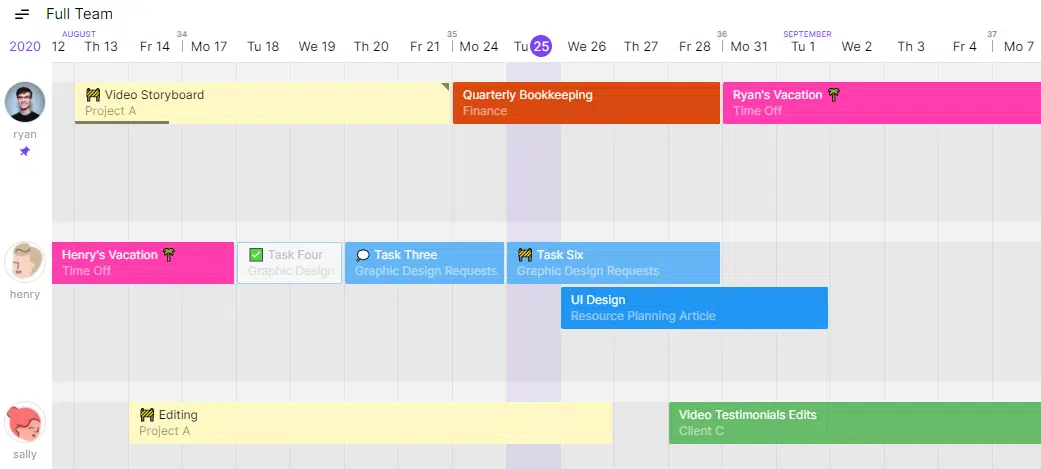 Full Team
2020
AUGUST 34 35 36 SEPTEMBER 37
12 Th 13 Fr 14 Mo 17 Tu 18 We 19 Th 20 Fr 21 Mo 24 Tu 25 We 26 Th 27 Fr 28 Mo 31 Tu 1 We 2 Th 3 Fr 4 Mo 7
ryan
🚧 Video Storyboard
Project A
Quarterly Bookkeeping
Finance
Ryan's Vacation 🌴
Time Off
henry
Henry's Vacation 🌴
Time Off
✅ Task Four
Graphic Design
💬 Task Three
Graphic Design Requests
🚧 Task Six
Graphic Design Requests
UI Design
Resource Planning Article
sally
🚧 Editing
Project A
Video Testimonials Edits
Client C